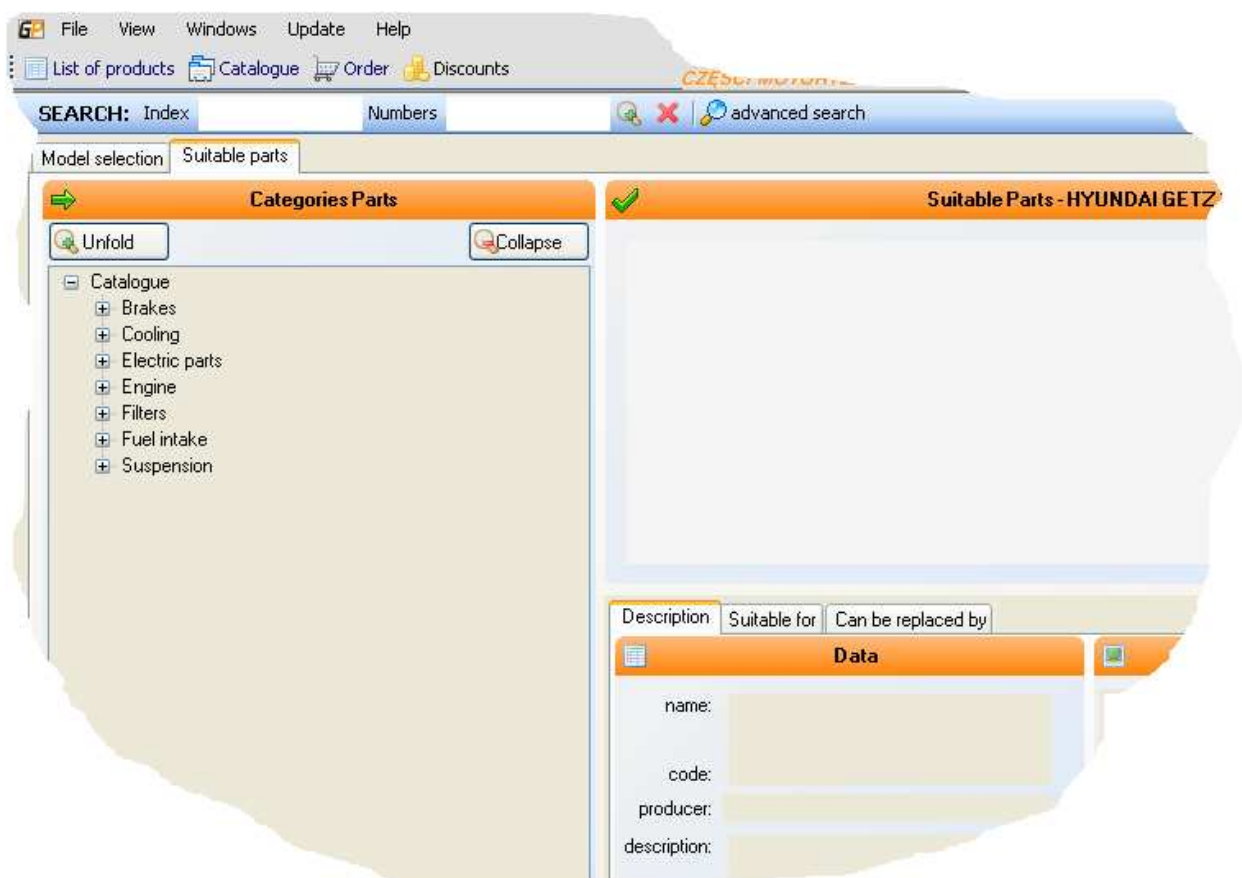 GP File View Windows Update Help
List of products Catalogue Order Discounts
CZĘŚCI
SEARCH: Index Numbers advanced search
Model selection Suitable parts
Categories Parts
Suitable Parts - HYUNDAI GETZ
Unfold Collapse
Catalogue
Brakes
Cooling
Electric parts
Engine
Filters
Fuel intake
Suspension
Description Suitable for Can be replaced by
Data
name:
code:
producer:
description: